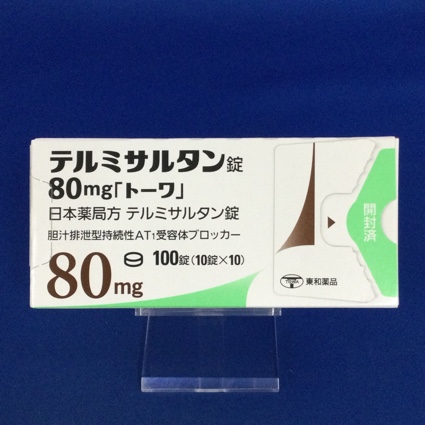 テルミサルタン錠
80mg「トーワ」
日本薬局方 テルミサルタン錠
胆汁排泄型持続性AT1受容体ブロッカー
80mg
100錠(10錠×10)
開封済
東和薬品